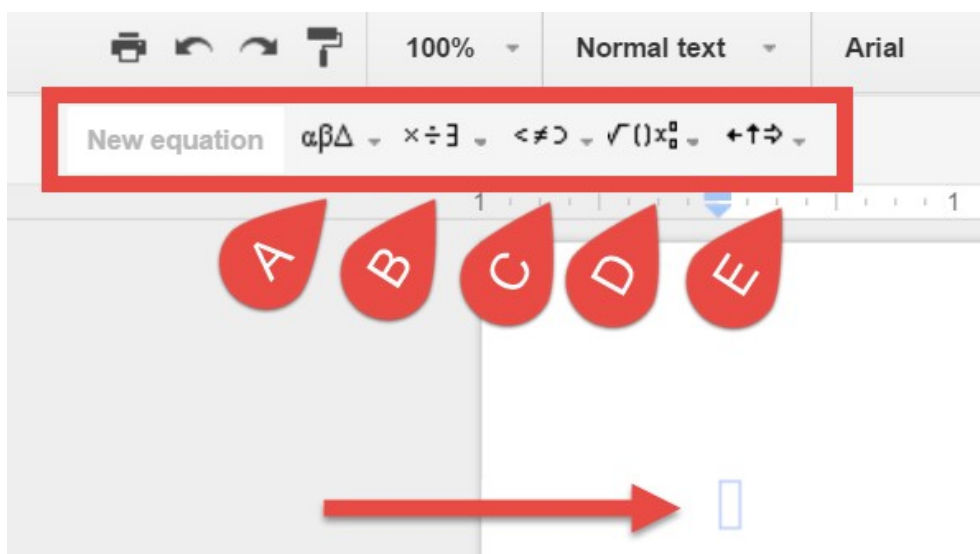 100% Normal text Arial
New equation αβΔ ×÷∃ <≠⊃ √()x▯▯ ←↑⇒
1 1
A B C D E